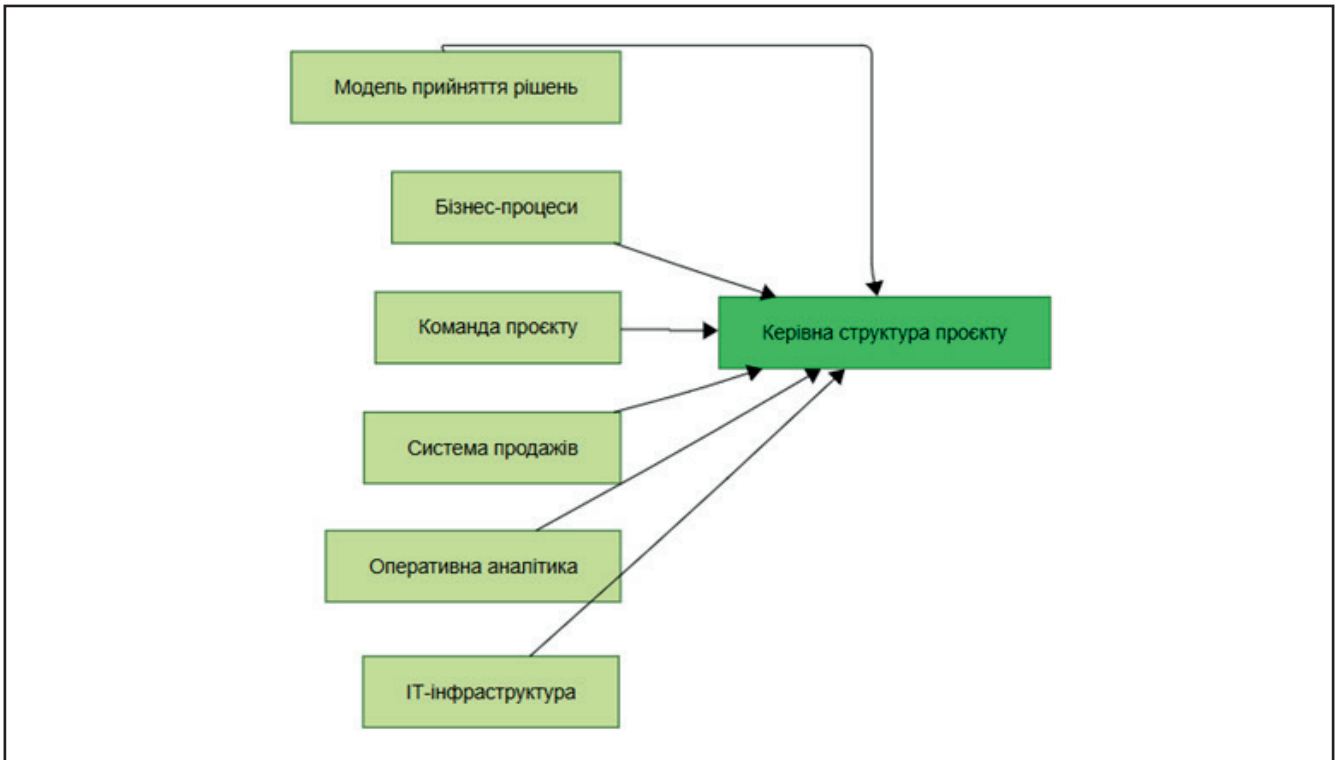 Модель прийняття рішень
Бізнес-процеси
Команда проєкту
Керівна структура проєкту
Система продажів
Оперативна аналітика
ІТ-інфраструктура